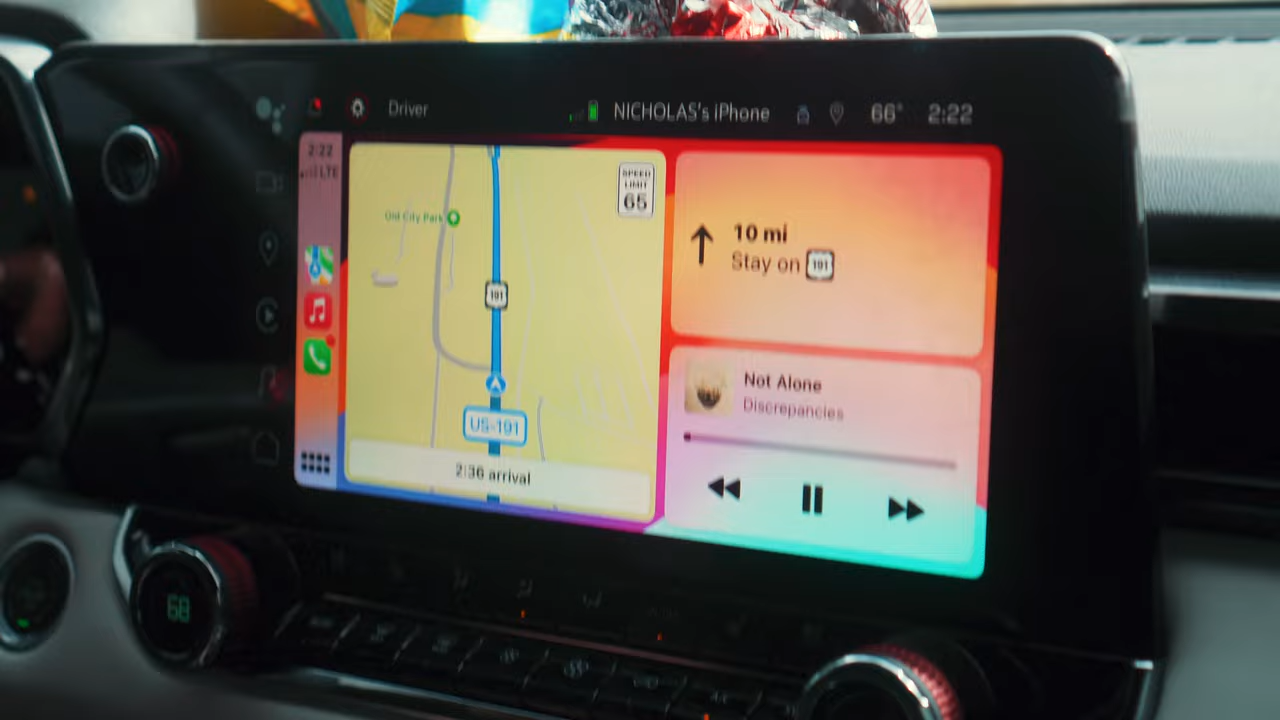 Driver
NICHOLAS's iPhone
66°
2:22
2:22
LTE
Old City Park
SPEED
LIMIT
65
191
US-191
2:36 arrival
10 mi
Stay on 191
Not Alone
Discrepancies
68